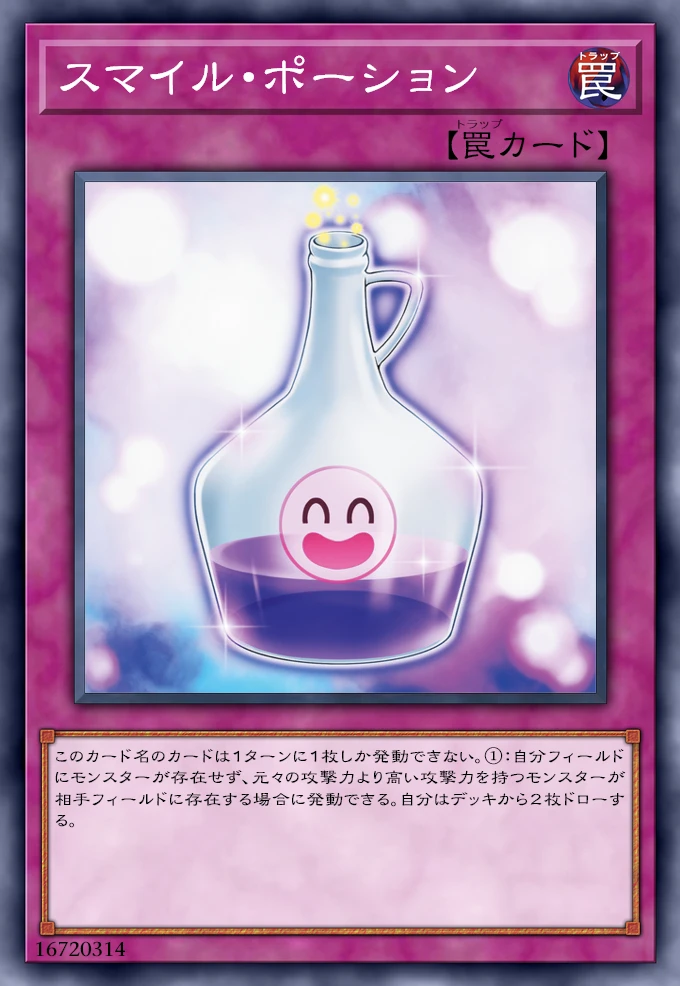 スマイル・ポーション
トラップ
罠
トラップ
【罠カード】
このカード名のカードは1ターンに1枚しか発動できない。①：自分フィールド
にモンスターが存在せず、元々の攻撃力より高い攻撃力を持つモンスターが
相手フィールドに存在する場合に発動できる。自分はデッキから2枚ドローす
る。
16720314